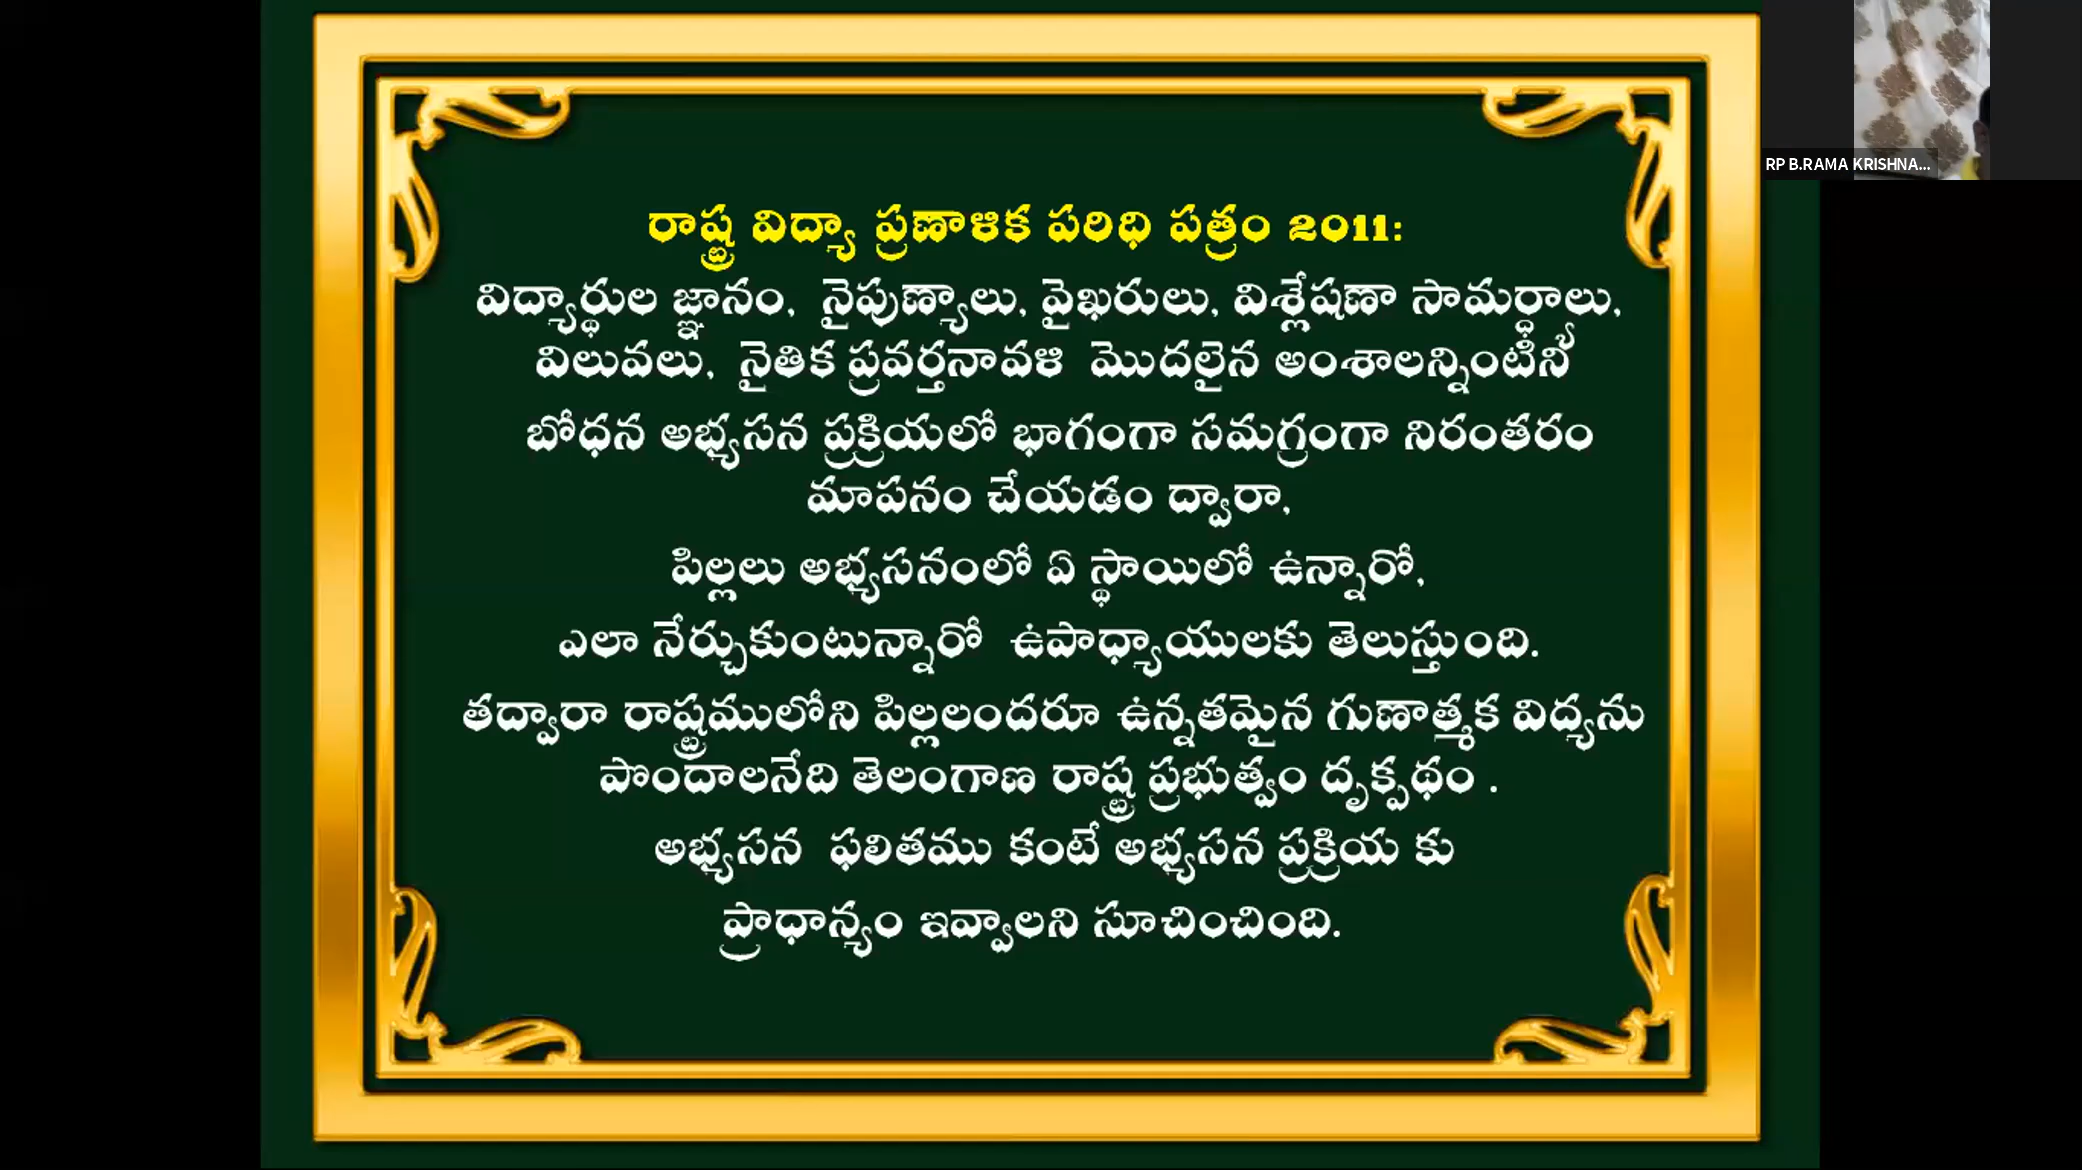 రాష్ట్ర విద్యా ప్రణాళిక పరిధి పత్రం 2011:
విద్యార్థుల జ్ఞానం, నైపుణ్యాలు, వైఖరులు, విశ్లేషణా సామర్థ్యాలు,
విలువలు, నైతిక ప్రవర్తనావళి మొదలైన అంశాలన్నింటినీ
బోధన అభ్యసన ప్రక్రియలో భాగంగా సమగ్రంగా నిరంతరం
మాపనం చేయడం ద్వారా,
పిల్లలు అభ్యసనంలో ఏ స్థాయిలో ఉన్నారో,
ఎలా నేర్చుకుంటున్నారో ఉపాధ్యాయులకు తెలుస్తుంది.
తద్వారా రాష్ట్రములోని పిల్లలందరూ ఉన్నతమైన గుణాత్మక విద్యను
పొందాలనేది తెలంగాణ రాష్ట్ర ప్రభుత్వం దృక్పథం .
అభ్యసన ఫలితము కంటే అభ్యసన ప్రక్రియ కు
ప్రాధాన్యం ఇవ్వాలని సూచించింది.
RP B.RAMA KRISHNA...